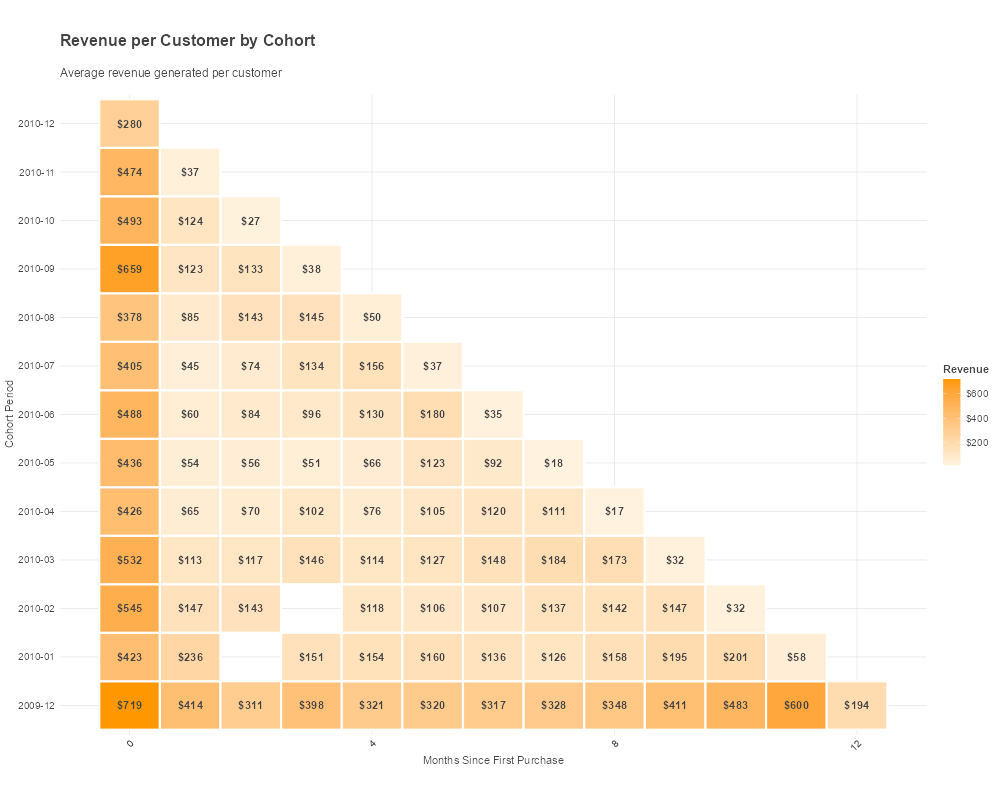 Revenue per Customer by Cohort
Average revenue generated per customer
2010-12 $280
2010-11 $474 $37
2010-10 $493 $124 $27
2010-09 $659 $123 $133 $38
2010-08 $378 $85 $143 $145 $50
2010-07 $405 $45 $74 $134 $156 $37
2010-06 $488 $60 $84 $96 $130 $180 $35
2010-05 $436 $54 $56 $51 $66 $123 $92 $18
2010-04 $426 $65 $70 $102 $76 $105 $120 $111 $17
2010-03 $532 $113 $117 $146 $114 $127 $148 $184 $173 $32
2010-02 $545 $147 $143 $118 $106 $107 $137 $142 $147 $32
2010-01 $423 $236 $151 $154 $160 $136 $126 $158 $195 $201 $58
2009-12 $719 $414 $311 $398 $321 $320 $317 $328 $348 $411 $483 $600 $194
0 4 8 12
Months Since First Purchase
Cohort Period
Revenue
$600
$400
$200